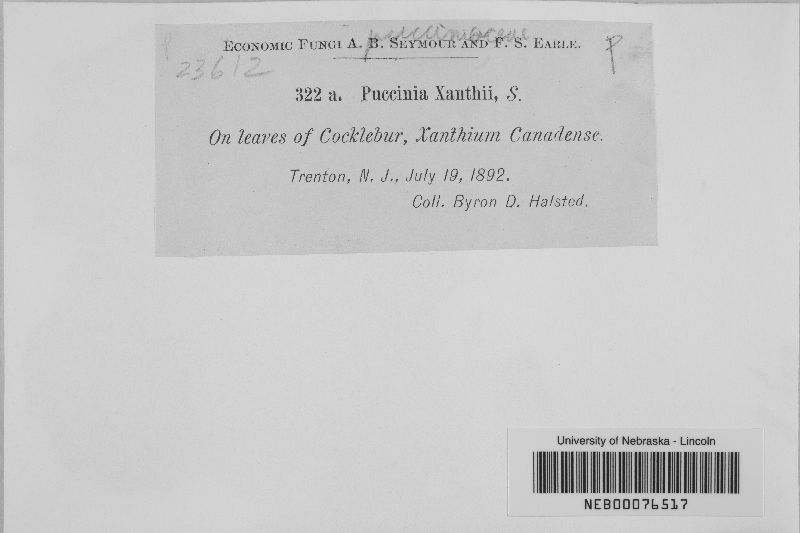 pucciniaceae
ECONOMIC FUNGI A. B. SEYMOUR AND F. S. EARLE.
P
23612
322 a. Puccinia Xanthii, S.
On leaves of Cocklebur, Xanthium Canadense.
Trenton, N. J., July 19, 1892.
Coll. Byron D. Halsted.
University of Nebraska - Lincoln
NEB00076517